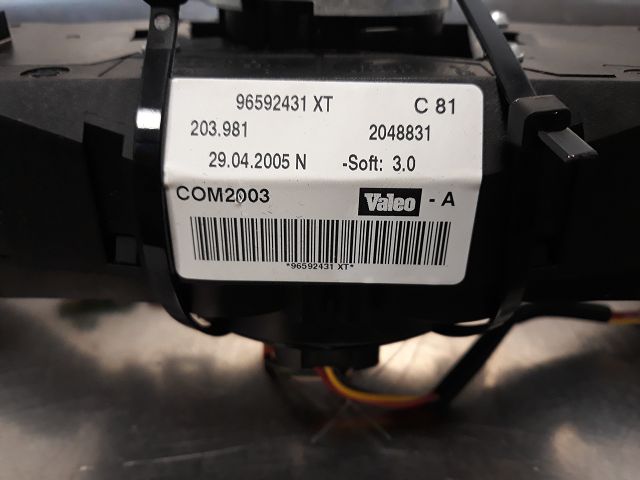 96592431 XT C 81
203.981 2048831
29.04.2005 N -Soft: 3.0
COM2003 Valeo - A
*96592431 XT*